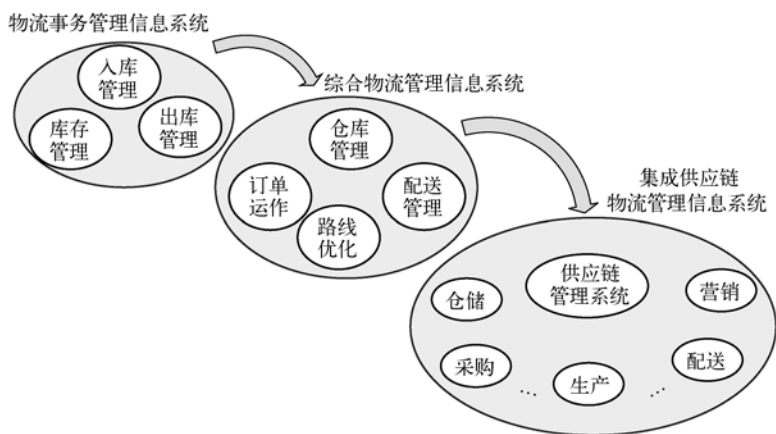 物流事务管理信息系统
入库
管理
库存
管理
出库
管理
综合物流管理信息系统
仓库
管理
订单
运作
配送
管理
路线
优化
集成供应链
物流管理信息系统
供应链
管理系统
仓储
营销
采购
…
生产
…
配送